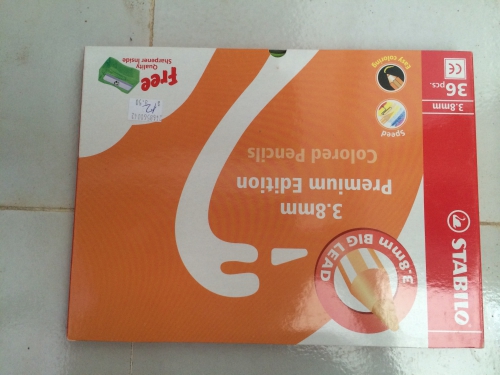 STABILO
3.8mm BIG LEAD
3.8mm
Premium Edition
Colored Pencils
36 pcs.
3.8mm
CE
Speed
Easy coloring
Free
Quality
Sharpener Inside